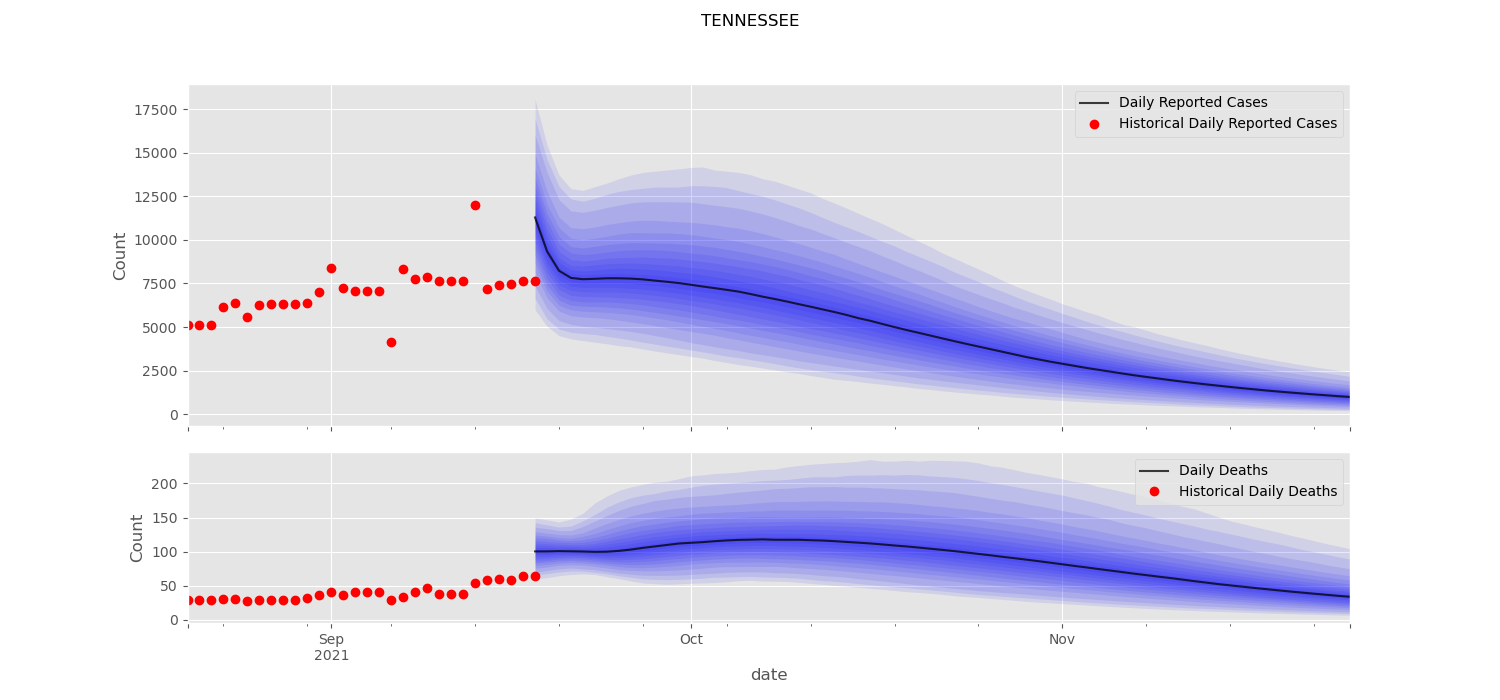 TENNESSEE
17500
15000
12500
10000
7500
5000
2500
0
Count
Daily Reported Cases
Historical Daily Reported Cases
200
150
100
50
0
Count
Daily Deaths
Historical Daily Deaths
Sep
2021
Oct
Nov
date